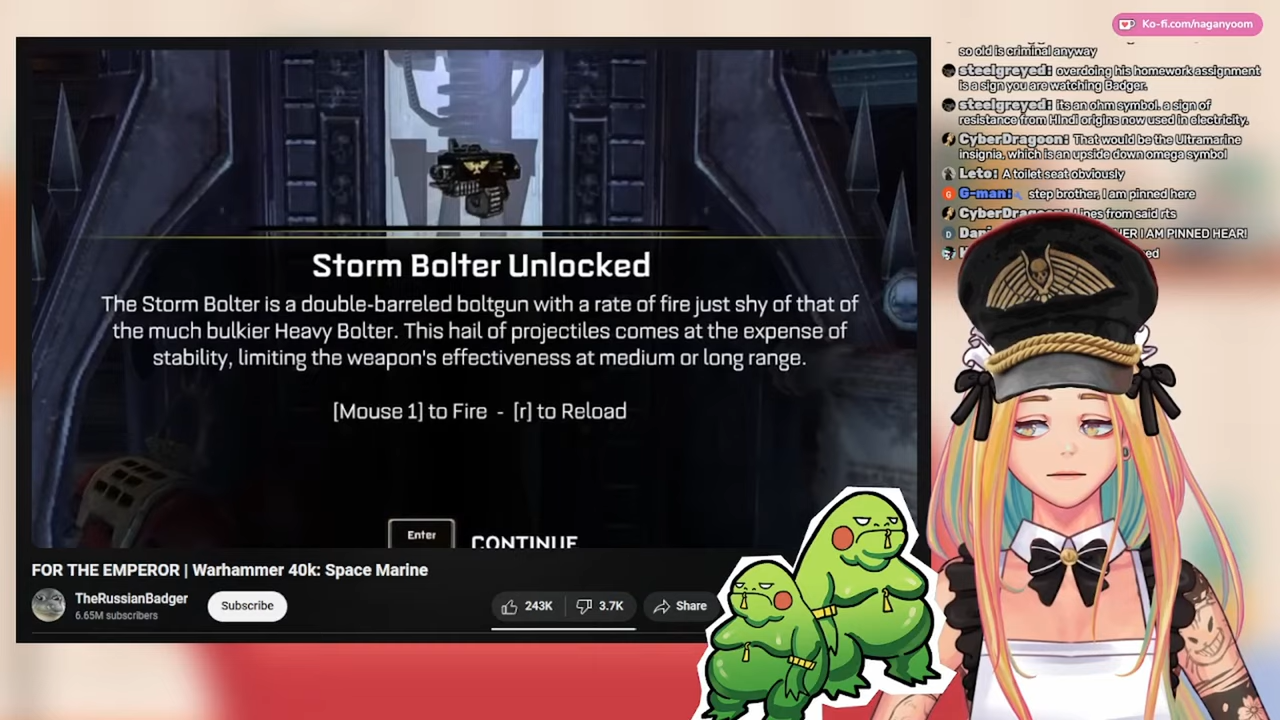 Ko-fi.com/naganyoom
so old is criminal anyway
steelgreyed: overdoing his homework assignment
is a sign you are watching Badger.
steelgreyed: its an ohm symbol. a sign of
resistance from HIndi origins now used in electricity.
CyberDragoon: That would be the Ultramarine
insignia, which is an upside down omega symbol
Leto: A toilet seat obviously
G-man: step brother, I am pinned here
CyberDragoon: Lines from said rts
Dani ER I AM PINNED HEAR!
ed
Storm Bolter Unlocked
The Storm Bolter is a double-barreled boltgun with a rate of fire just shy of that of
the much bulkier Heavy Bolter. This hail of projectiles comes at the expense of
stability, limiting the weapon's effectiveness at medium or long range.
[Mouse 1] to Fire - [r] to Reload
Enter CONTINUE
FOR THE EMPEROR | Warhammer 40k: Space Marine
TheRussianBadger
6.65M subscribers
Subscribe
243K
3.7K
Share